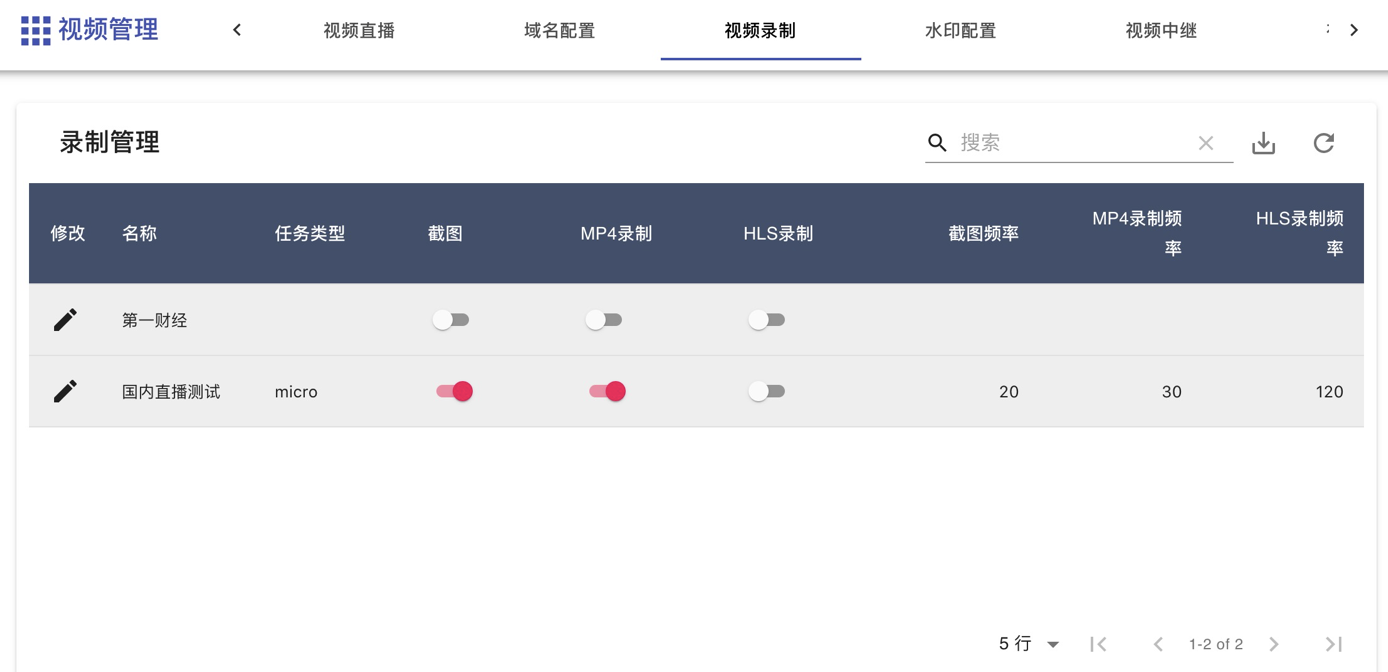 视频管理
视频直播
域名配置
视频录制
水印配置
视频中继
录制管理
搜索
修改
名称
任务类型
截图
MP4录制
HLS录制
截图频率
MP4录制频
率
HLS录制频
率
第一财经
国内直播测试
micro
20
30
120
5 行
1-2 of 2